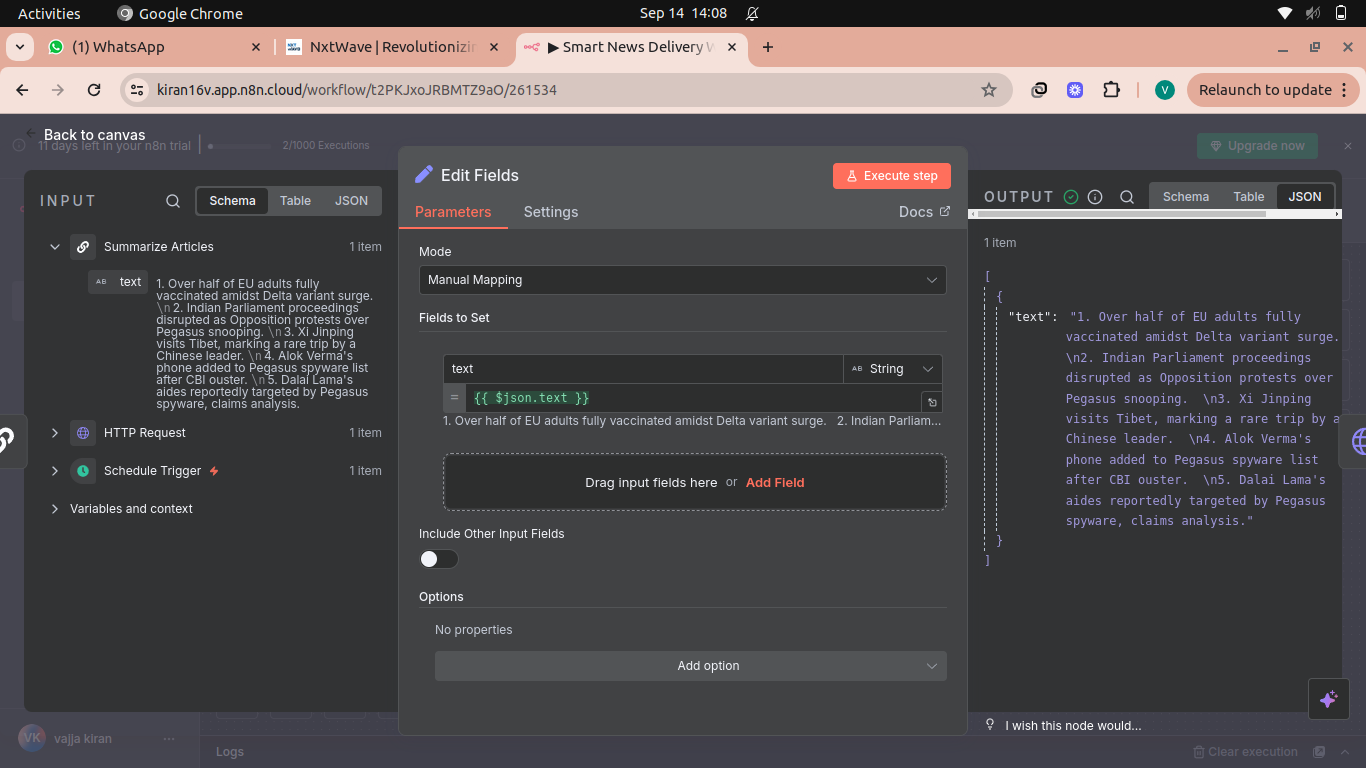 Activities
Google Chrome
Sep 14 14:08
(1) WhatsApp
NxtWave | Revolutionizin
▶ Smart News Delivery W
kiran16v.app.n8n.cloud/workflow/t2PKJxoJRBMTZ9aO/261534
V
Relaunch to update
Back to canvas
11 days left in your n8n trial
2/1000 Executions
Upgrade now
INPUT
Schema
Table
JSON
Summarize Articles
1 item
AB
text
1. Over half of EU adults fully
vaccinated amidst Delta variant surge.
\n2. Indian Parliament proceedings
disrupted as Opposition protests over
Pegasus snooping. \n3. Xi Jinping
visits Tibet, marking a rare trip by a
Chinese leader. \n4. Alok Verma's
phone added to Pegasus spyware list
after CBI ouster. \n5. Dalai Lama's
aides reportedly targeted by Pegasus
spyware, claims analysis.
HTTP Request
1 item
Schedule Trigger
1 item
Variables and context
Edit Fields
Execute step
Parameters
Settings
Docs
Mode
Manual Mapping
Fields to Set
text
AB String
= {{ $json.text }}
1. Over half of EU adults fully vaccinated amidst Delta variant surge. 2. Indian Parliam...
Drag input fields here or Add Field
Include Other Input Fields
Options
No properties
Add option
OUTPUT
Schema
Table
JSON
1 item
[
{
"text": "1. Over half of EU adults fully
vaccinated amidst Delta variant surge.
\n2. Indian Parliament proceedings
disrupted as Opposition protests over
Pegasus snooping. \n3. Xi Jinping
visits Tibet, marking a rare trip by a
Chinese leader. \n4. Alok Verma's
phone added to Pegasus spyware list
after CBI ouster. \n5. Dalai Lama's
aides reportedly targeted by Pegasus
spyware, claims analysis."
}
]
I wish this node would...
VK
vajja kiran
Logs
Clear execution